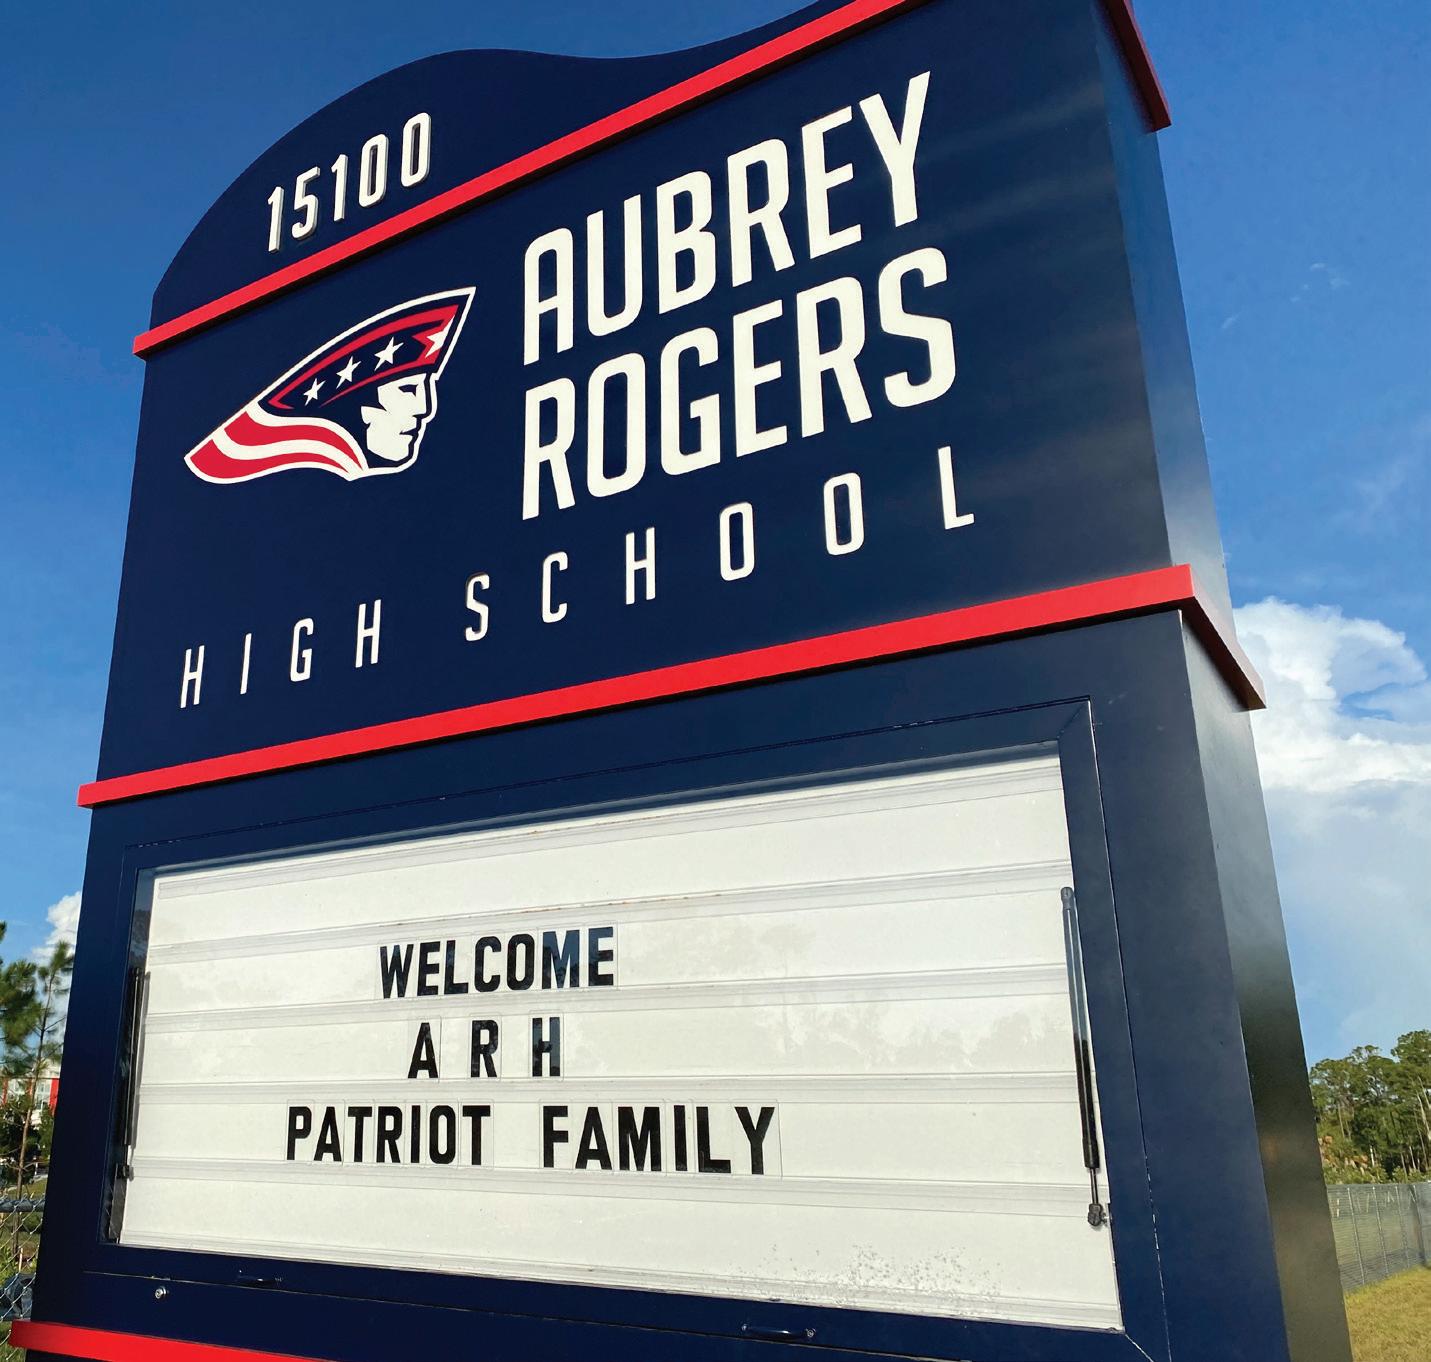 15100
AUBREY
ROGERS
HIGH SCHOOL
WELCOME
A R H
PATRIOT FAMILY